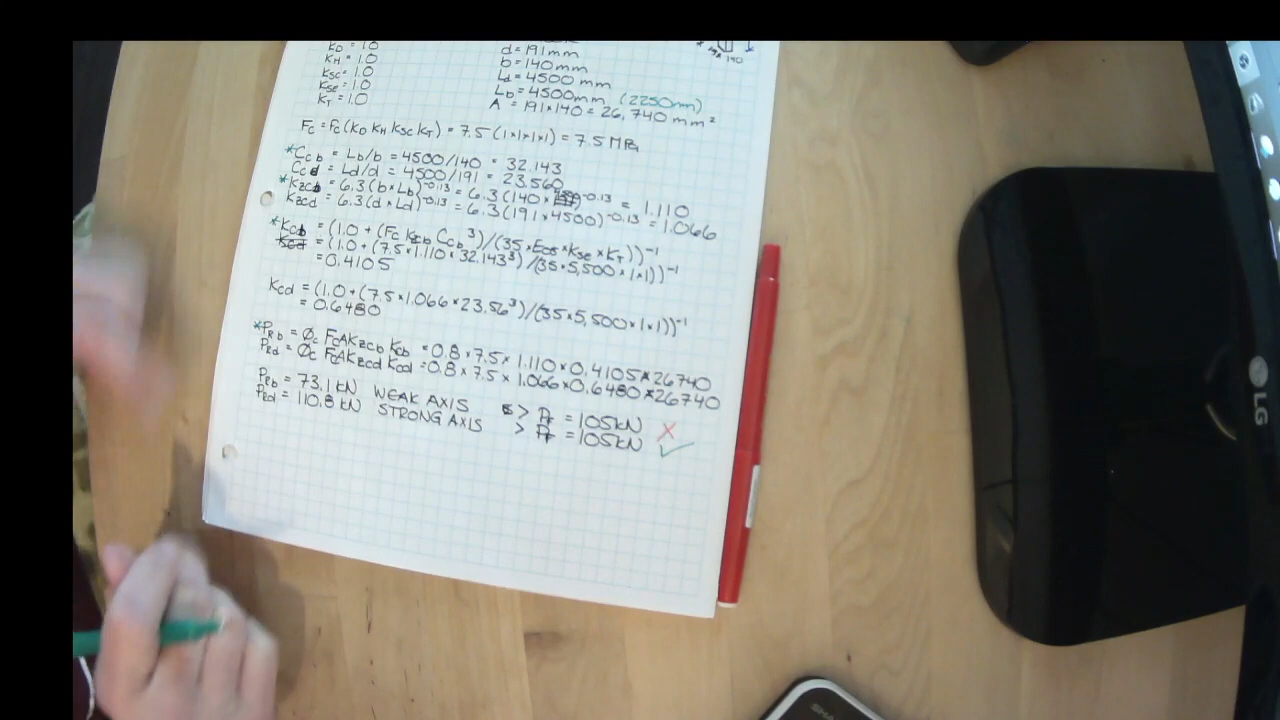 KD = 1.0
KH = 1.0
KSC = 1.0
KSE = 1.0
KT = 1.0
d = 191mm
b = 140mm
Ld = 4500 mm
Lb = 4500mm (2250mm)
A = 191×140 = 26,740 mm²
190
Fc = Fc (KD KH KSC KT) = 7.5 (1×1×1×1) = 7.5 MPa
*Ccb = Lb/b = 4500/140 = 32.143
Ccd = Ld/d = 4500/191 = 23.560
*Kzcb = 6.3(b×Lb)^-0.13 = 6.3(140× )^-0.13 = 1.110
Kzcd = 6.3(d×Ld)^-0.13 = 6.3(191×4500)^-0.13 = 1.066
*Kcb = (1.0 + (Fc Kzcb Ccb³)/(35×E05×KSE×KT))⁻¹
= (1.0 + (7.5×1.110×32.143³)/(35×5,500×1×1))⁻¹
= 0.4105
Kcd = (1.0 + (7.5×1.066×23.56³)/(35×5,500×1×1))⁻¹
= 0.6480
*PRb = Øc FcAKzcb Kcb = 0.8×7.5×1.110×0.4105×26740
PRd = Øc FcAKzcd Kcd = 0.8×7.5×1.066×0.6480×26740
PRb = 73.1 kN WEAK AXIS > Pf = 105kN X
PRd = 110.8 kN STRONG AXIS > Pf = 105kN ✓
LG
SHARP